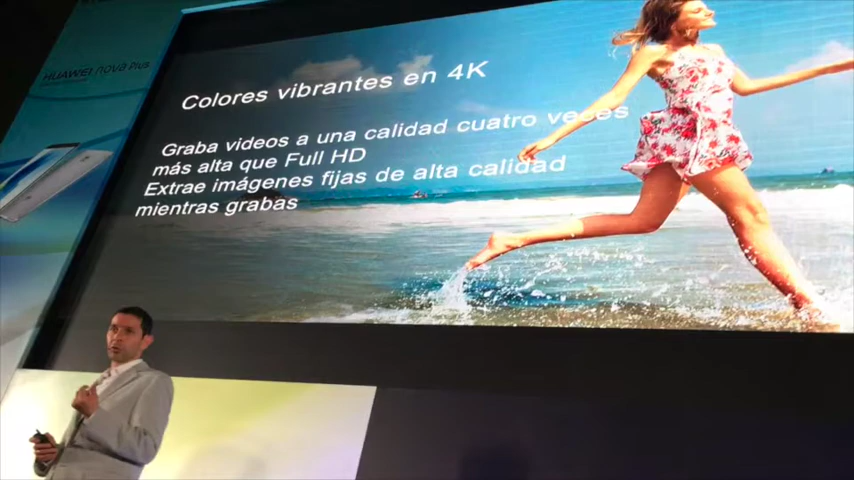 HUAWEI nova Plus
Colores vibrantes en 4K
Graba videos a una calidad cuatro veces
más alta que Full HD
Extrae imágenes fijas de alta calidad
mientras grabas